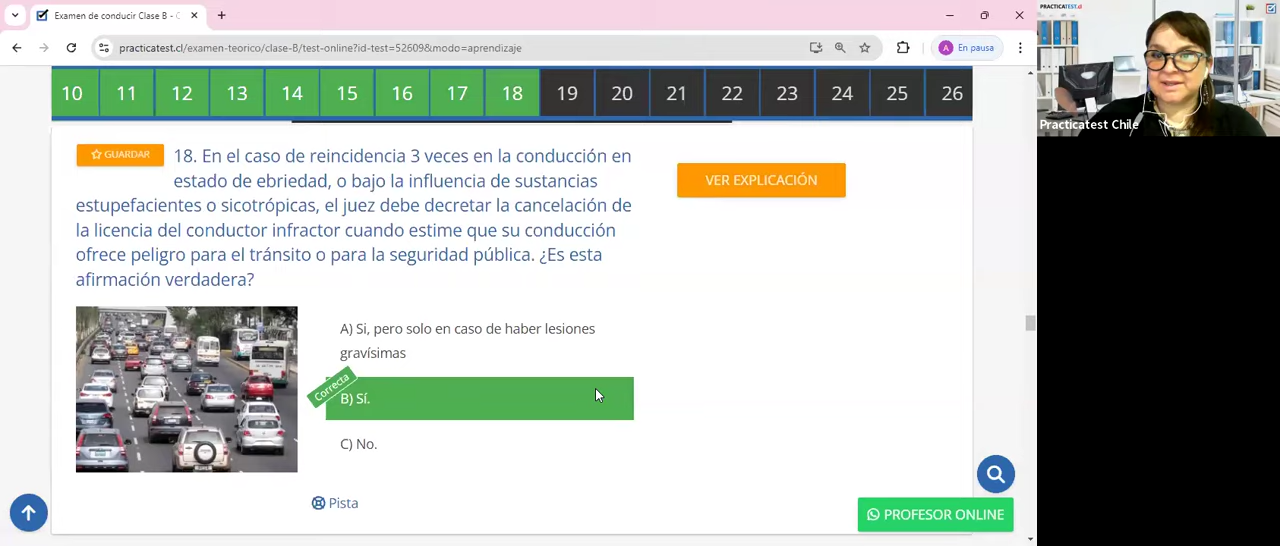 Examen de conducir Clase B - C
practicatest.cl/examen-teorico/clase-B/test-online?id-test=52609&modo=aprendizaje
A
En pausa
PRACTICATEST.cl
Practicatest Chile
10 11 12 13 14 15 16 17 18 19 20 21 22 23 24 25 26
GUARDAR
18. En el caso de reincidencia 3 veces en la conducción en
estado de ebriedad, o bajo la influencia de sustancias
estupefacientes o sicotrópicas, el juez debe decretar la cancelación de
la licencia del conductor infractor cuando estime que su conducción
ofrece peligro para el tránsito o para la seguridad pública. ¿Es esta
afirmación verdadera?
VER EXPLICACIÓN
A) Si, pero solo en caso de haber lesiones
gravísimas
Correcta
B) Sí.
C) No.
Pista
PROFESOR ONLINE